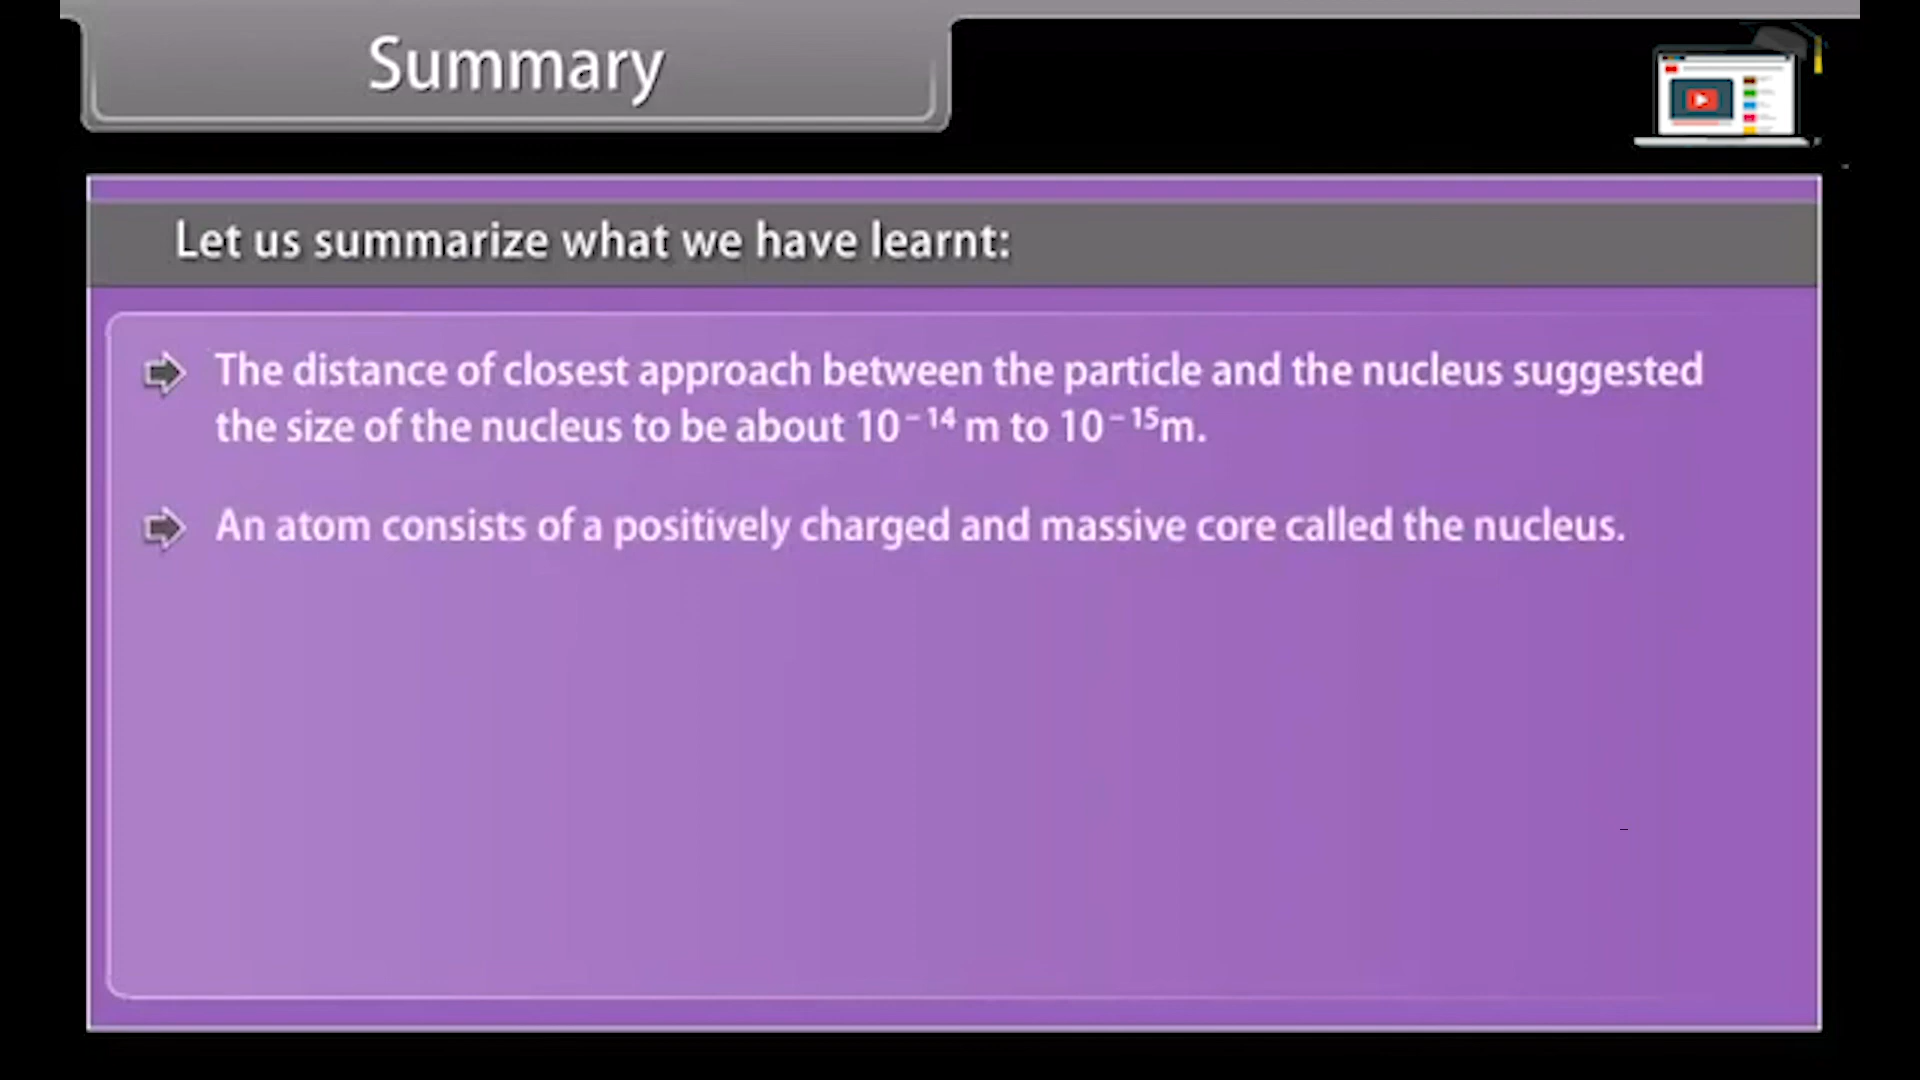 Summary
Let us summarize what we have learnt:
The distance of closest approach between the particle and the nucleus suggested
the size of the nucleus to be about 10⁻¹⁴ m to 10⁻¹⁵m.
An atom consists of a positively charged and massive core called the nucleus.